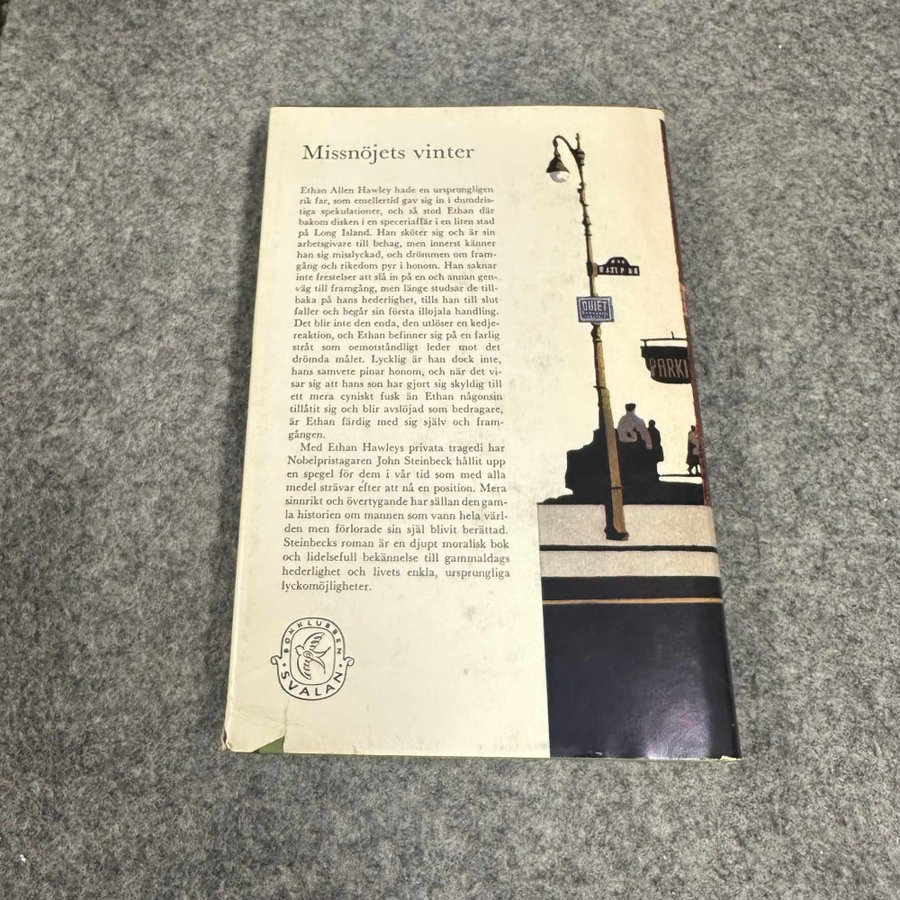 Missnöjets vinter
Ethan Allen Hawley hade en ursprungligen
rik far, som emellertid gav sig in i dumdris-
tiga spekulationer, och så stod Ethan där
bakom disken i en speceriaffär i en liten stad
på Long Island. Han sköter sig och är sin
arbetsgivare till behag, men innerst känner
han sig misslyckad, och drömmen om fram-
gång och rikedom pyr i honom. Han saknar
inte frestelser att slå in på en och annan gen-
väg till framgång, men länge studsar de till-
baka på hans hederlighet, tills han till slut
faller och begår sin första illojala handling.
Det blir inte den enda, den utlöser en kedje-
reaktion, och Ethan befinner sig på en farlig
stråt som oemotståndligt leder mot det
drömda målet. Lycklig är han dock inte,
hans samvete pinar honom, och när det vi-
sar sig att hans son har gjort sig skyldig till
ett mera cyniskt fusk än Ethan någonsin
tillåtit sig och blir avslöjad som bedragare,
är Ethan färdig med sig själv och fram-
gången.
Med Ethan Hawleys privata tragedi har
Nobelpristagaren John Steinbeck hållit upp
en spegel för dem i vår tid som med alla
medel strävar efter att nå en position. Mera
sinnrikt och övertygande har sällan den gam-
la historien om mannen som vann hela värl-
den men förlorade sin själ blivit berättad.
Steinbecks roman är en djupt moralisk bok
och lidelsefull bekännelse till gammaldags
hederlighet och livets enkla, ursprungliga
lyckomöjligheter.
BOKKLUBBEN
SVALAN
QUIET
PARKI